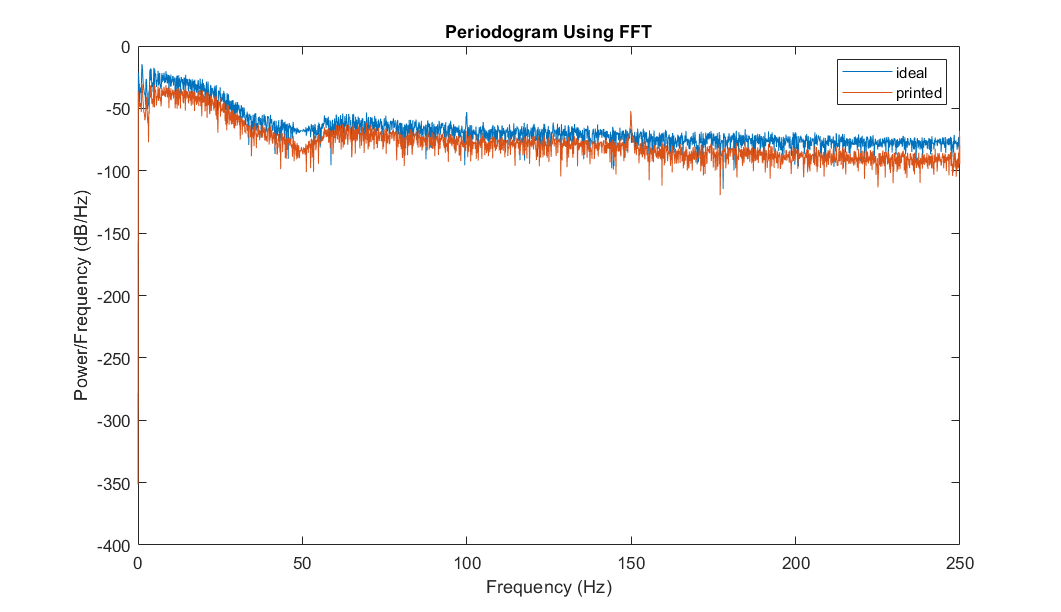 Periodogram Using FFT
ideal
printed
0
-50
-100
-150
-200
-250
-300
-350
-400
Power/Frequency (dB/Hz)
0 50 100 150 200 250
Frequency (Hz)